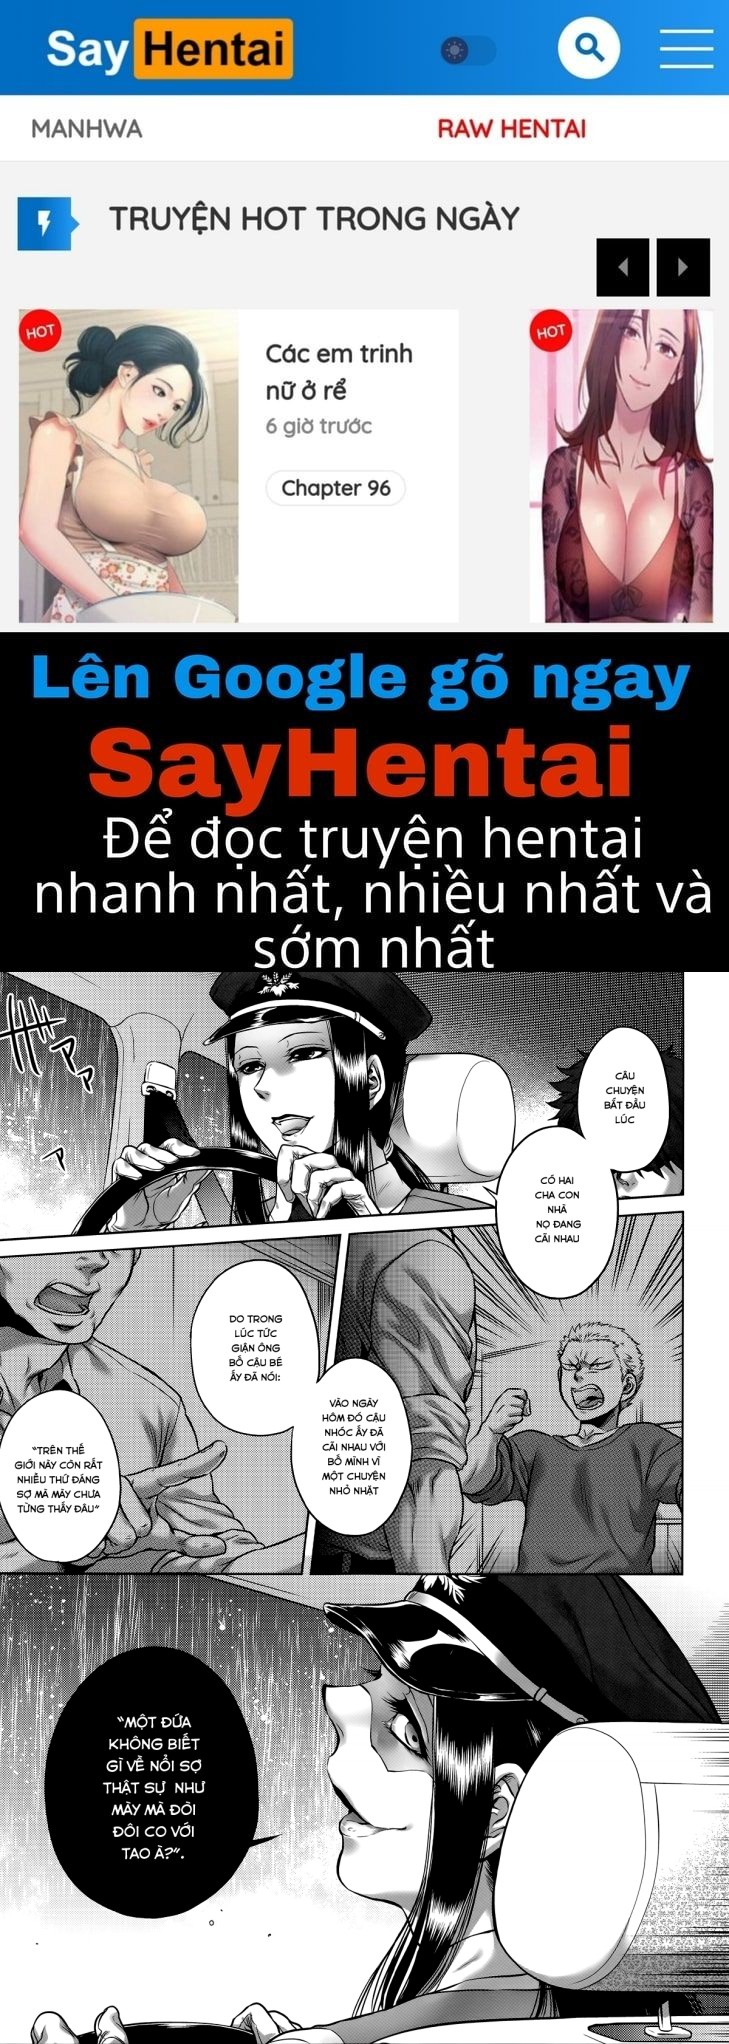 Say Hentai
MANHWA
RAW HENTAI
TRUYỆN HOT TRONG NGÀY
HOT
Các em trinh
nữ ở rể
6 giờ trước
Chapter 96
HOT
Lên Google gõ ngay
SayHentai
Để đọc truyện hentai
nhanh nhất, nhiều nhất và
sớm nhất
CÂU
CHUYỆN
BẮT ĐẦU
LÚC
CÓ HAI
CHA CON
NHÀ
NỌ ĐANG
CÃI NHAU
VÀO NGÀY
HÔM ĐÓ CẬU
NHÓC ẤY ĐÃ
CÃI NHAU VỚI
BỐ MÌNH VÌ
MỘT CHUYỆN
NHỎ NHẶT
DO TRONG
LÚC TỨC
GIẬN ÔNG
BỐ CẬU BÉ
ẤY ĐÃ NÓI:
“TRÊN THẾ
GIỚI NÀY CÒN RẤT
NHIỀU THỨ ĐÁNG
SỢ MÀ MÀY CHƯA
TỪNG THẤY ĐÂU”
“MỘT ĐỨA
KHÔNG BIẾT
GÌ VỀ NỔI SỢ
THẬT SỰ NHƯ
MÀY MÀ ĐÒI
ĐÔI CO VỚI
TAO À?”.